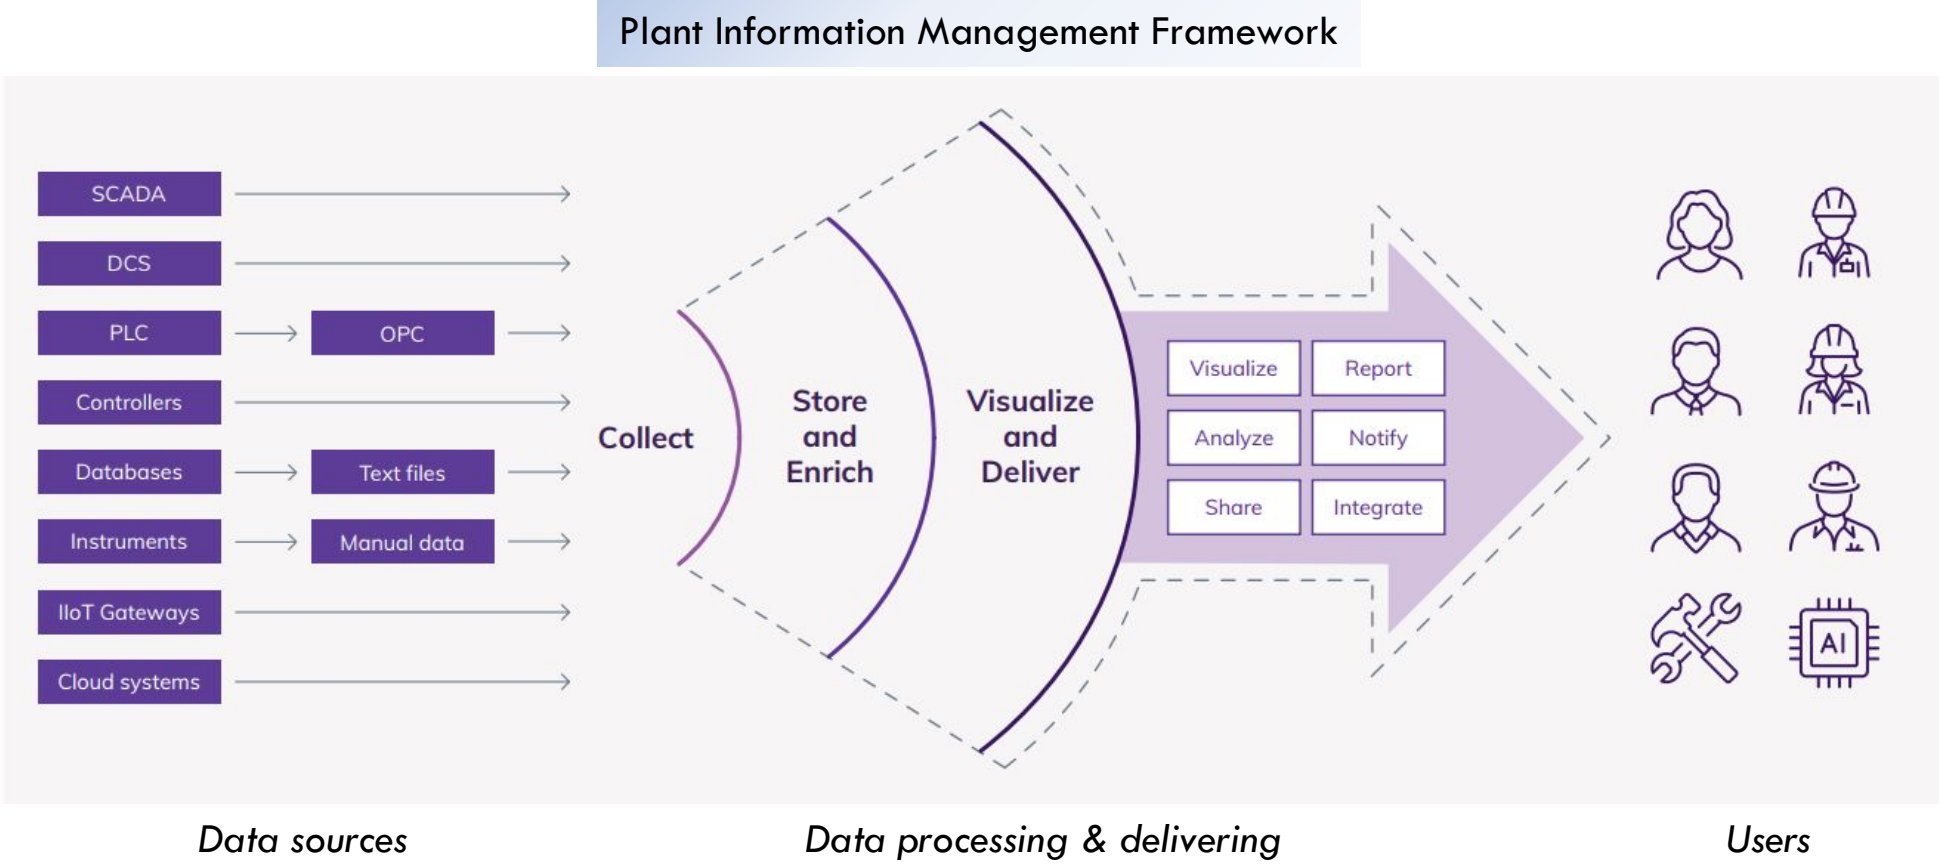 Plant Information Management Framework
SCADA
DCS
PLC
OPC
Controllers
Databases
Text files
Instruments
Manual data
IIoT Gateways
Cloud systems
Collect
Store
and
Enrich
Visualize
and
Deliver
Visualize
Report
Analyze
Notify
Share
Integrate
AI
Data sources
Data processing & delivering
Users